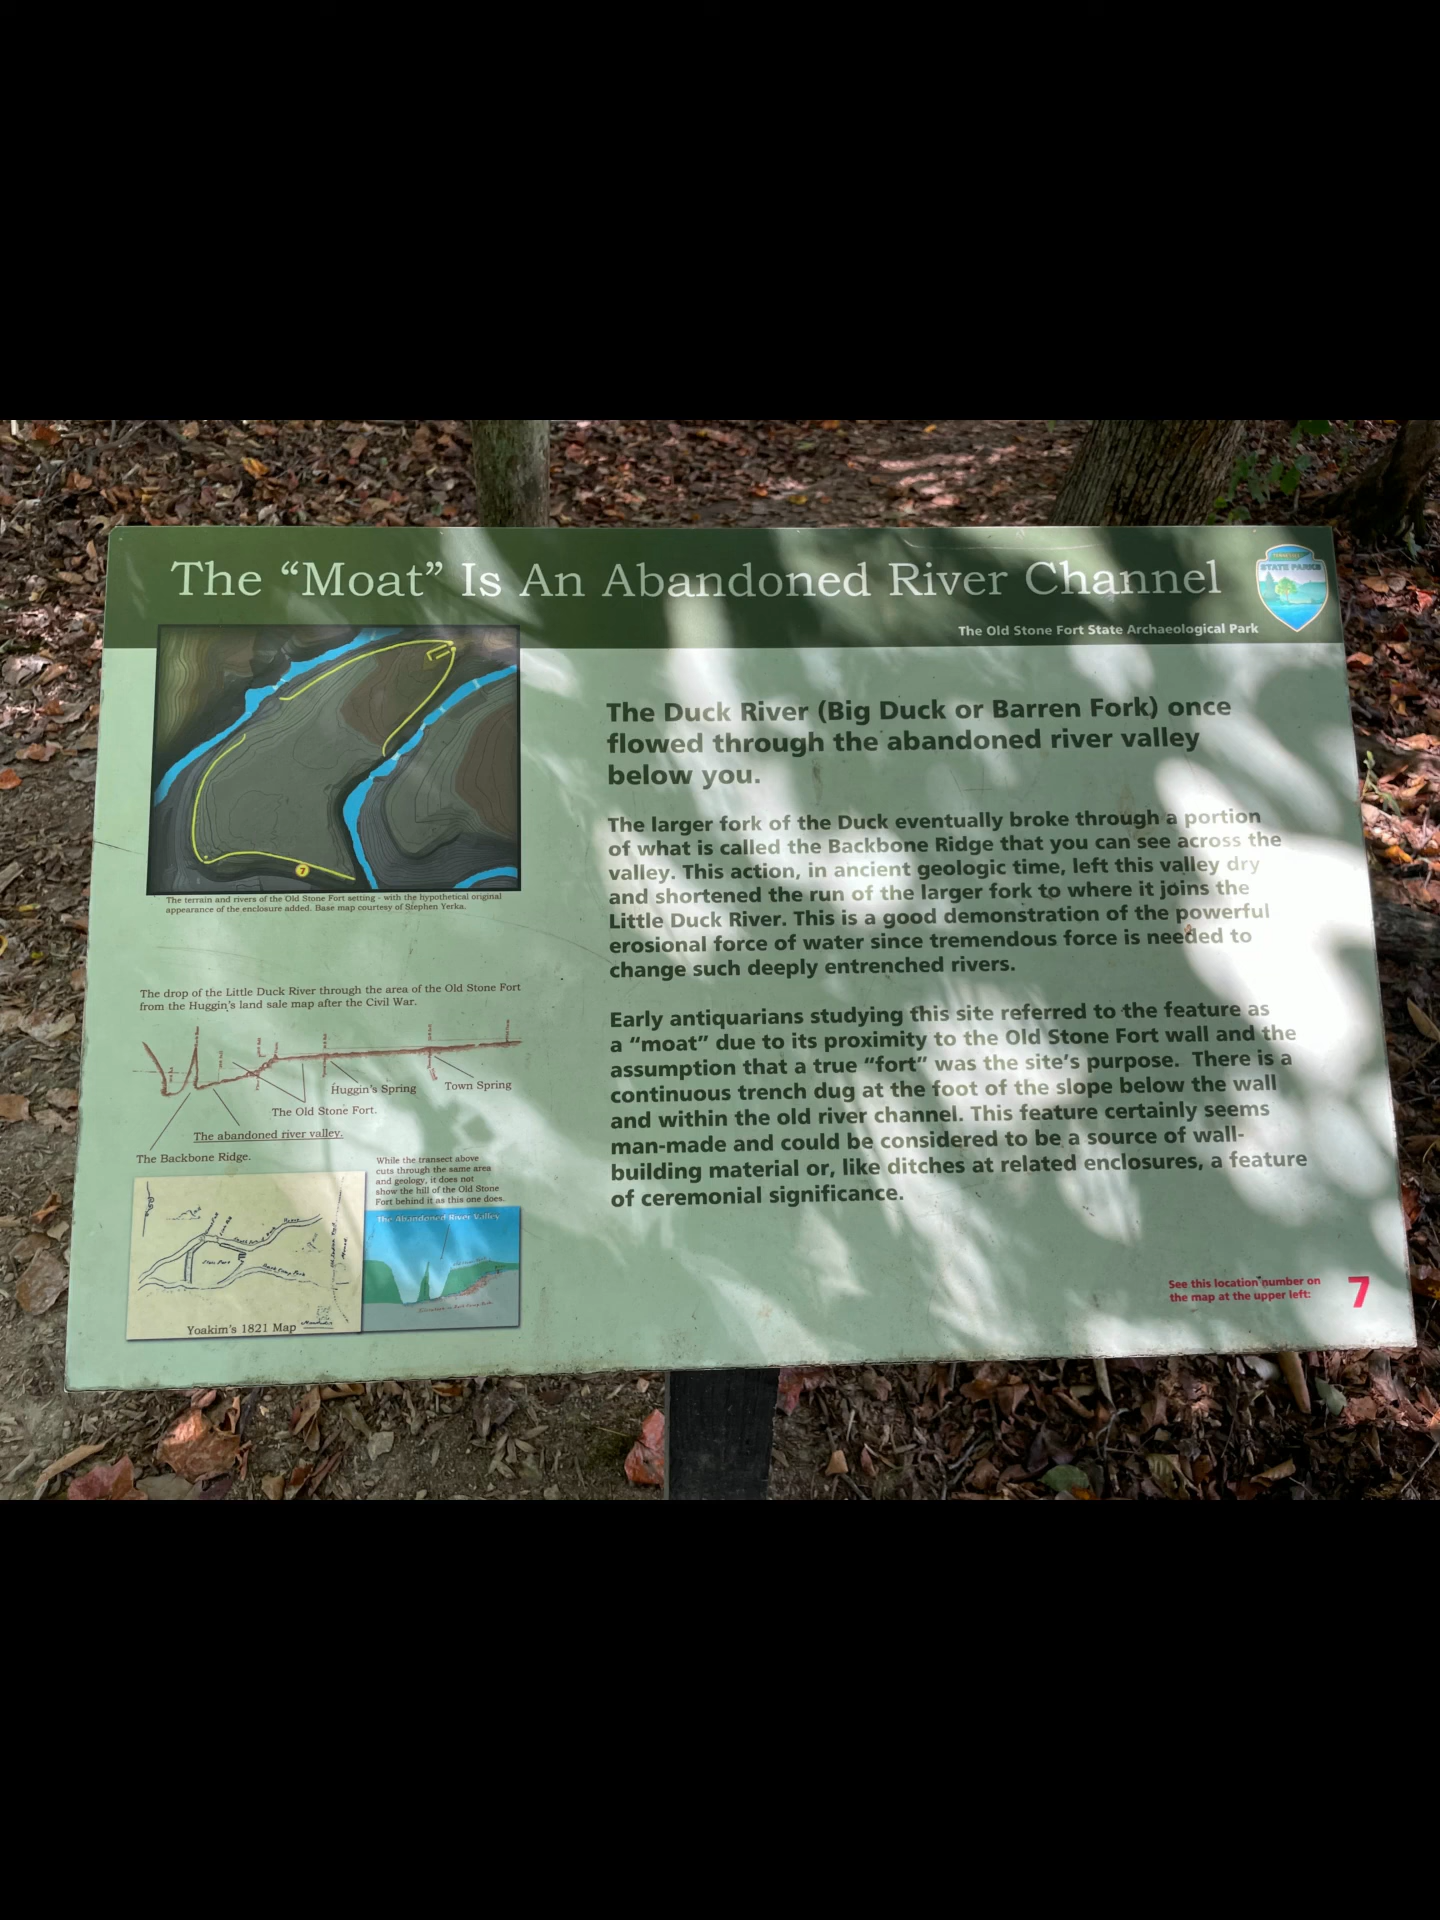 The “Moat” Is An Abandoned River Channel
STATE PARKS
The Old Stone Fort State Archaeological Park
7
The terrain and rivers of the Old Stone Fort setting - with the hypothetical original
appearance of the enclosure added. Base map courtesy of Stephen Yerka.
The drop of the Little Duck River through the area of the Old Stone Fort
from the Huggin's land sale map after the Civil War.
Huggin's Spring
Town Spring
The Old Stone Fort.
The abandoned river valley.
The Backbone Ridge.
While the transect above
cuts through the same area
and geology, it does not
show the hill of the Old Stone
Fort behind it as this one does.
The Abandoned River Valley
Yoakim's 1821 Map
The Duck River (Big Duck or Barren Fork) once
flowed through the abandoned river valley
below you.
The larger fork of the Duck eventually broke through a portion
of what is called the Backbone Ridge that you can see across the
valley. This action, in ancient geologic time, left this valley dry
and shortened the run of the larger fork to where it joins the
Little Duck River. This is a good demonstration of the powerful
erosional force of water since tremendous force is needed to
change such deeply entrenched rivers.
Early antiquarians studying this site referred to the feature as
a “moat” due to its proximity to the Old Stone Fort wall and the
assumption that a true “fort” was the site's purpose. There is a
continuous trench dug at the foot of the slope below the wall
and within the old river channel. This feature certainly seems
man-made and could be considered to be a source of wall-
building material or, like ditches at related enclosures, a feature
of ceremonial significance.
See this location number on
the map at the upper left:
7